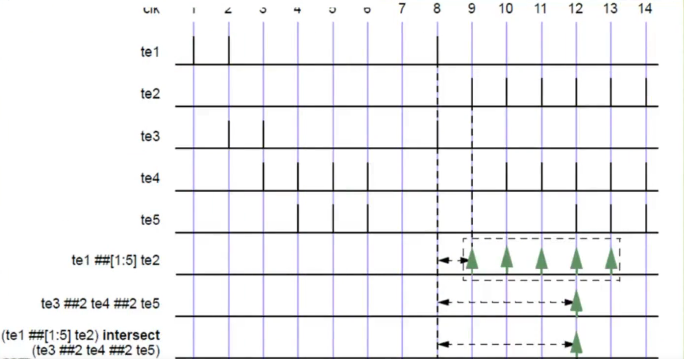 clk 1 2 3 4 5 6 7 8 9 10 11 12 13 14
te1
te2
te3
te4
te5
te1 ##[1:5] te2
te3 ##2 te4 ##2 te5
(te1 ##[1:5] te2) intersect
(te3 ##2 te4 ##2 te5)